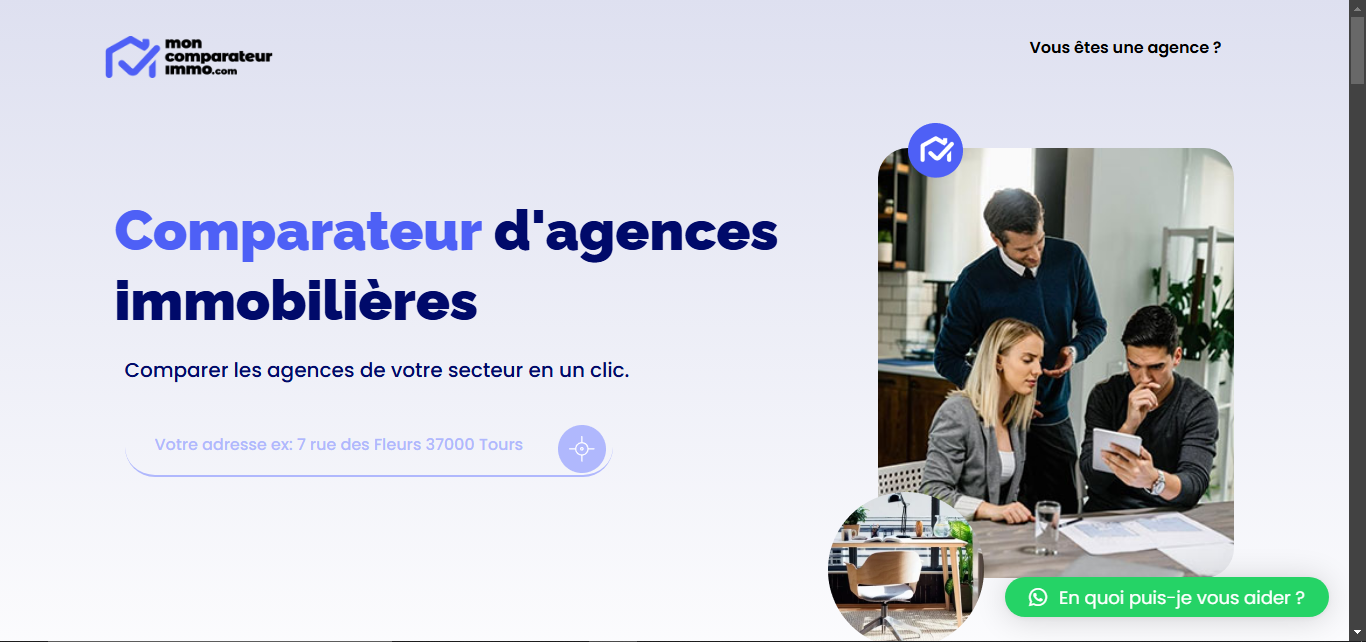 mon
comparateur
immo.com
Vous êtes une agence ?
Comparateur d'agences
immobilières
Comparer les agences de votre secteur en un clic.
Votre adresse ex: 7 rue des Fleurs 37000 Tours
En quoi puis-je vous aider ?